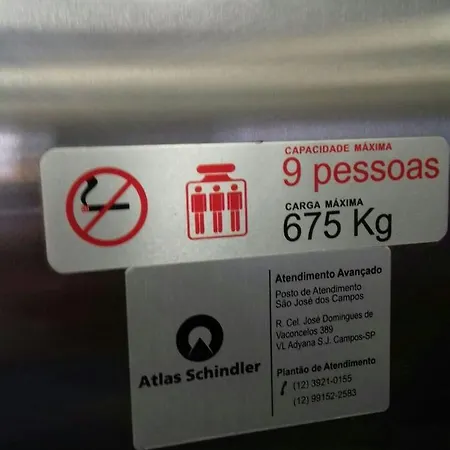 CAPACIDADE MÁXIMA
9 pessoas
CARGA MÁXIMA
675 Kg
Atlas Schindler
Atendimento Avançado
Posto de Atendimento
São José dos Campos
R. Cel. José Domingues de
Vaconcelos 389
VL Adyana S.J. Campos-SP
Plantão de Atendimento
(12) 3921-0155
(12) 99152-2583